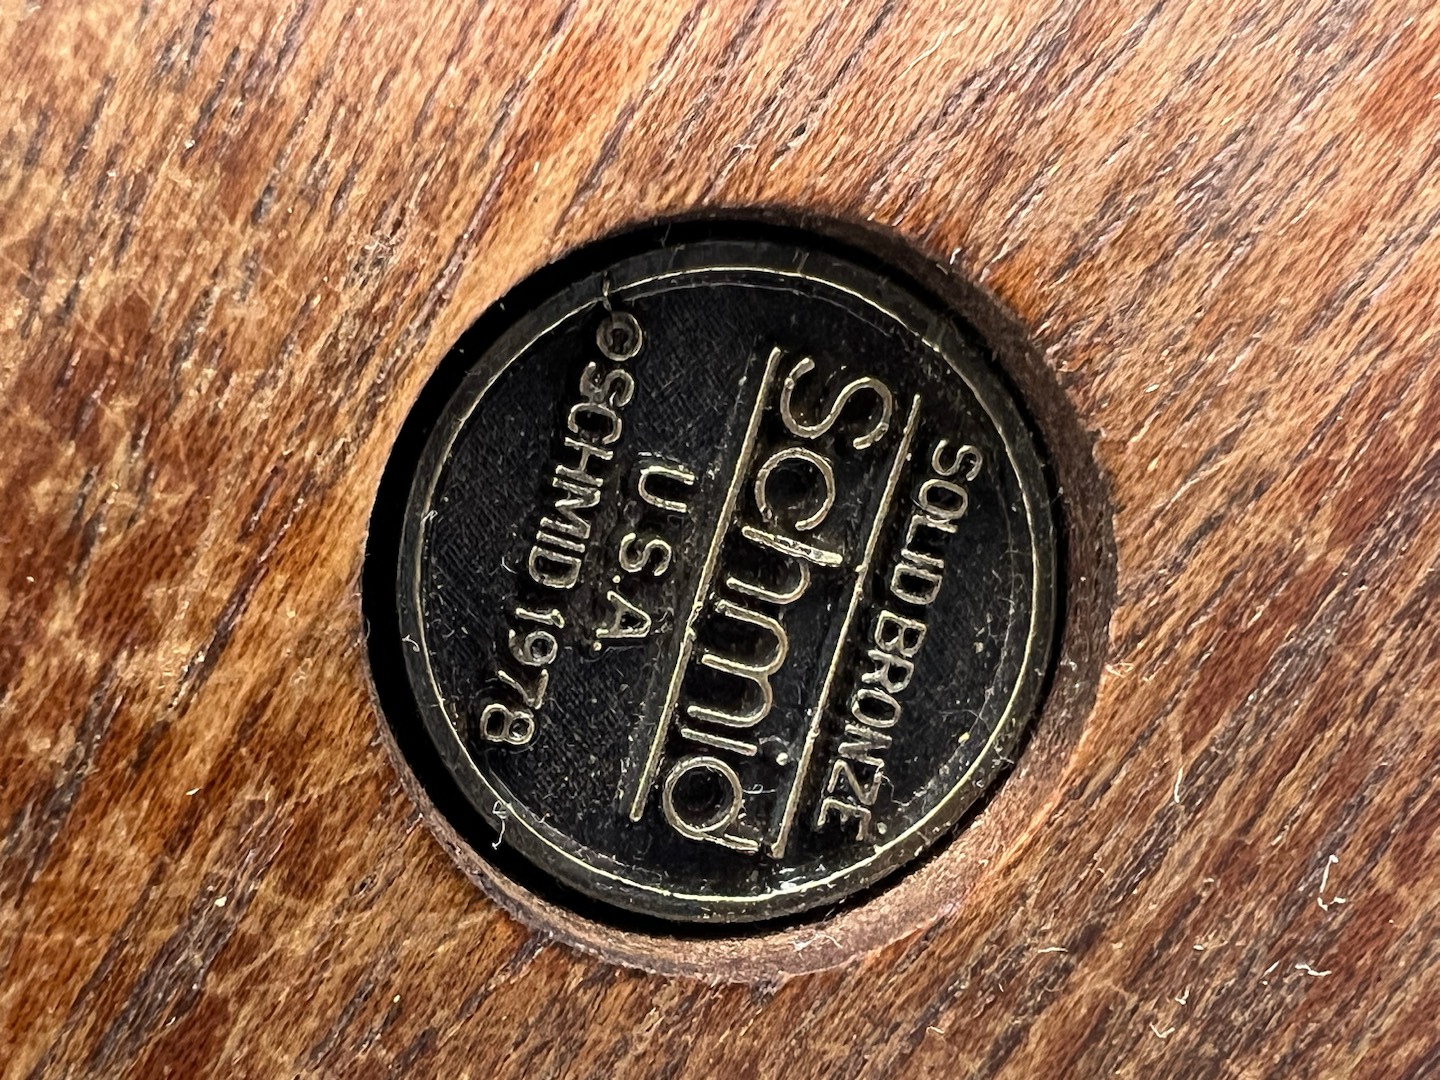 SOLID BRONZE
Schmid
U.S.A.
©SCHMID 1978